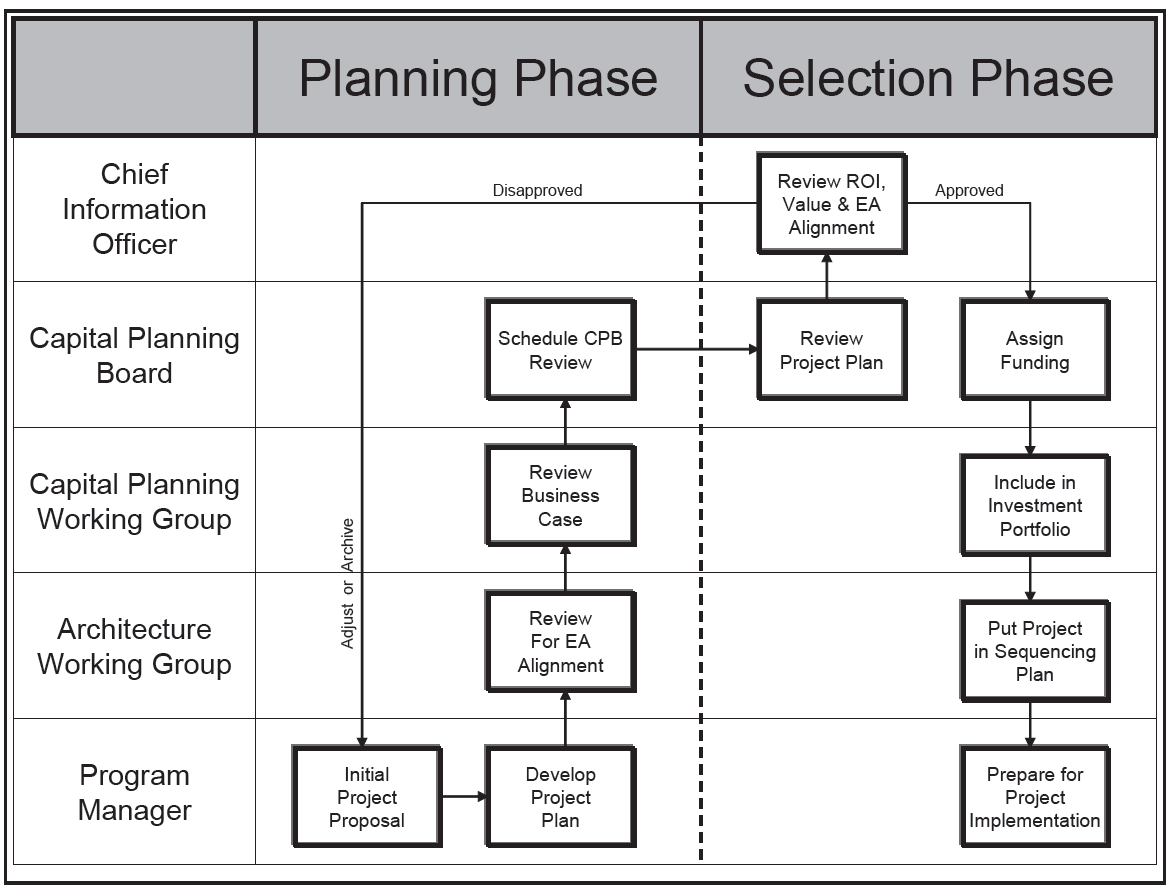 Planning Phase
Selection Phase
Chief
Information
Officer
Disapproved
Review ROI,
Value & EA
Alignment
Approved
Capital Planning
Board
Schedule CPB
Review
Review
Project Plan
Assign
Funding
Capital Planning
Working Group
Review
Business
Case
Include in
Investment
Portfolio
Adjust or Archive
Architecture
Working Group
Review
For EA
Alignment
Put Project
in Sequencing
Plan
Program
Manager
Initial
Project
Proposal
Develop
Project
Plan
Prepare for
Project
Implementation